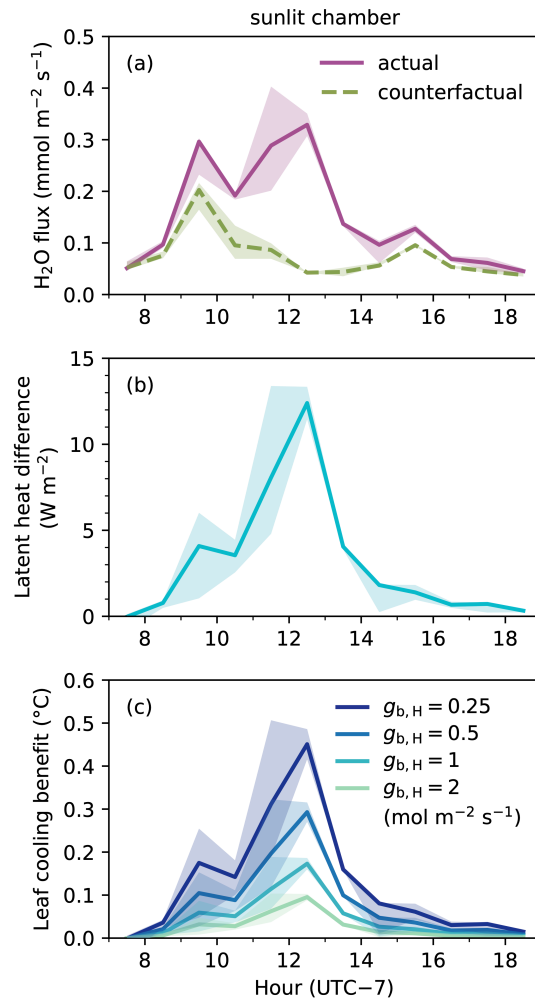 sunlit chamber
0.5
0.4
0.3
0.2
0.1
0.0
H₂O flux (mmol m⁻² s⁻¹)
(a)
actual
counterfactual
8 10 12 14 16 18
15
10
5
0
Latent heat difference
(W m⁻²)
(b)
8 10 12 14 16 18
0.6
0.5
0.4
0.3
0.2
0.1
0.0
Leaf cooling benefit (°C)
(c)
g_b, H = 0.25
g_b, H = 0.5
g_b, H = 1
g_b, H = 2
(mol m⁻² s⁻¹)
8 10 12 14 16 18
Hour (UTC−7)